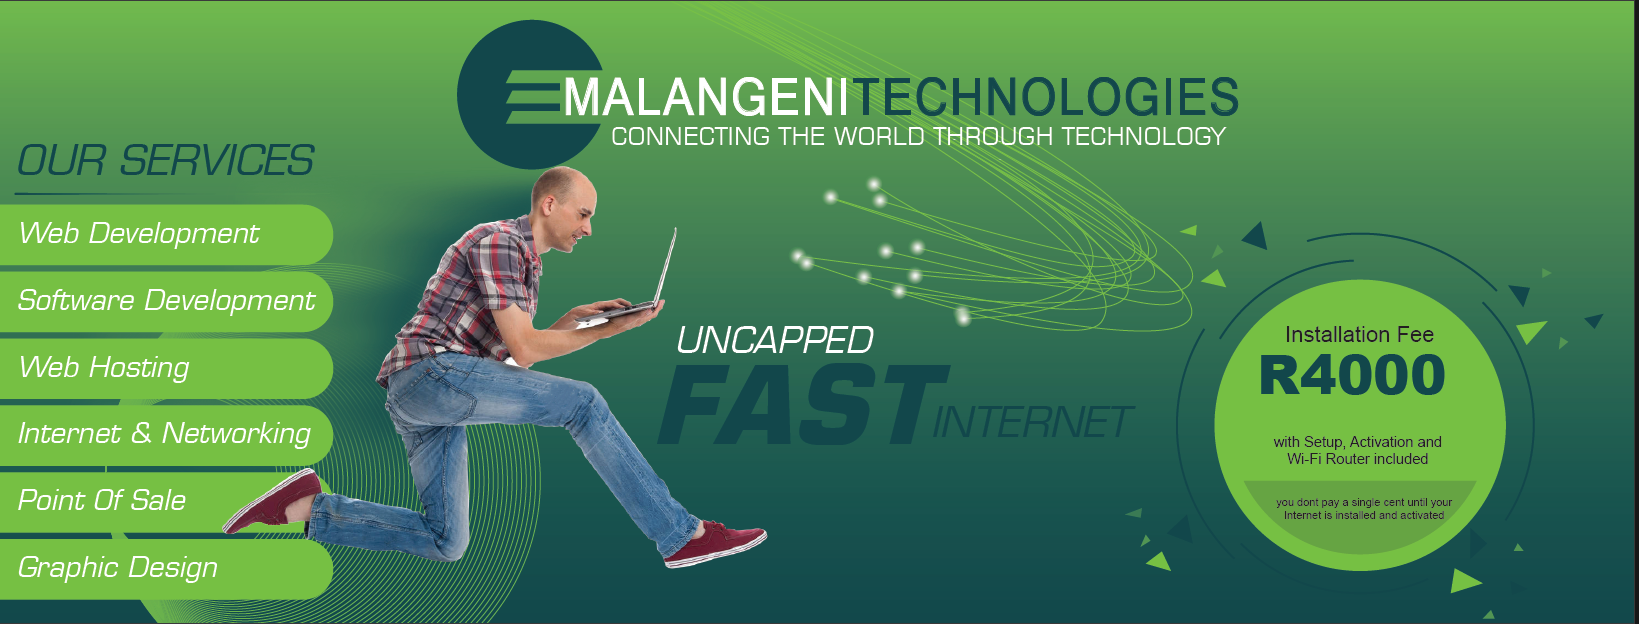 MALANGENITECHNOLOGIES
CONNECTING THE WORLD THROUGH TECHNOLOGY
OUR SERVICES
Web Development
Software Development
Web Hosting
Internet & Networking
Point Of Sale
Graphic Design
UNCAPPED
FAST INTERNET
Installation Fee
R4000
with Setup, Activation and
Wi-Fi Router included
you dont pay a single cent until your
Internet is installed and activated